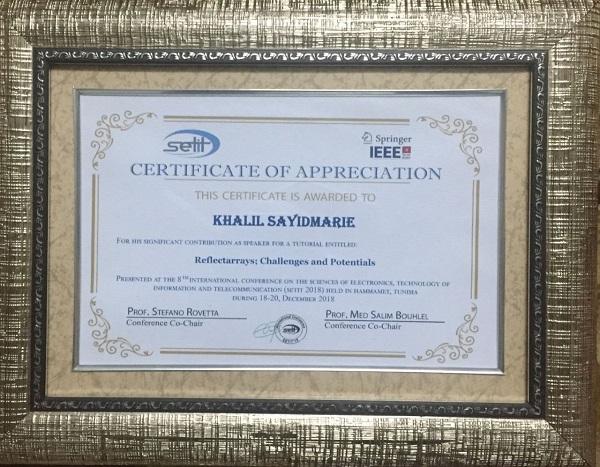 setit
Springer
IEEE
CERTIFICATE OF APPRECIATION
THIS CERTIFICATE IS AWARDED TO
KHALIL SAYIDMARIE
FOR HIS SIGNIFICANT CONTRIBUTION AS SPEAKER FOR A TUTORIAL ENTITLED:
Reflectarrays; Challenges and Potentials
PRESENTED AT THE 8TH INTERNATIONAL CONFERENCE ON THE SCIENCES OF ELECTRONICS, TECHNOLOGY OF
INFORMATION AND TELECOMMUNICATION (SETIT 2018) HELD IN HAMMAMET, TUNISIA
DURING 18-20, DECEMBER 2018
PROF. STEFANO ROVETTA
Conference Co-Chair
setit
PROF. MED SALIM BOUHLEL
Conference Co-Chair